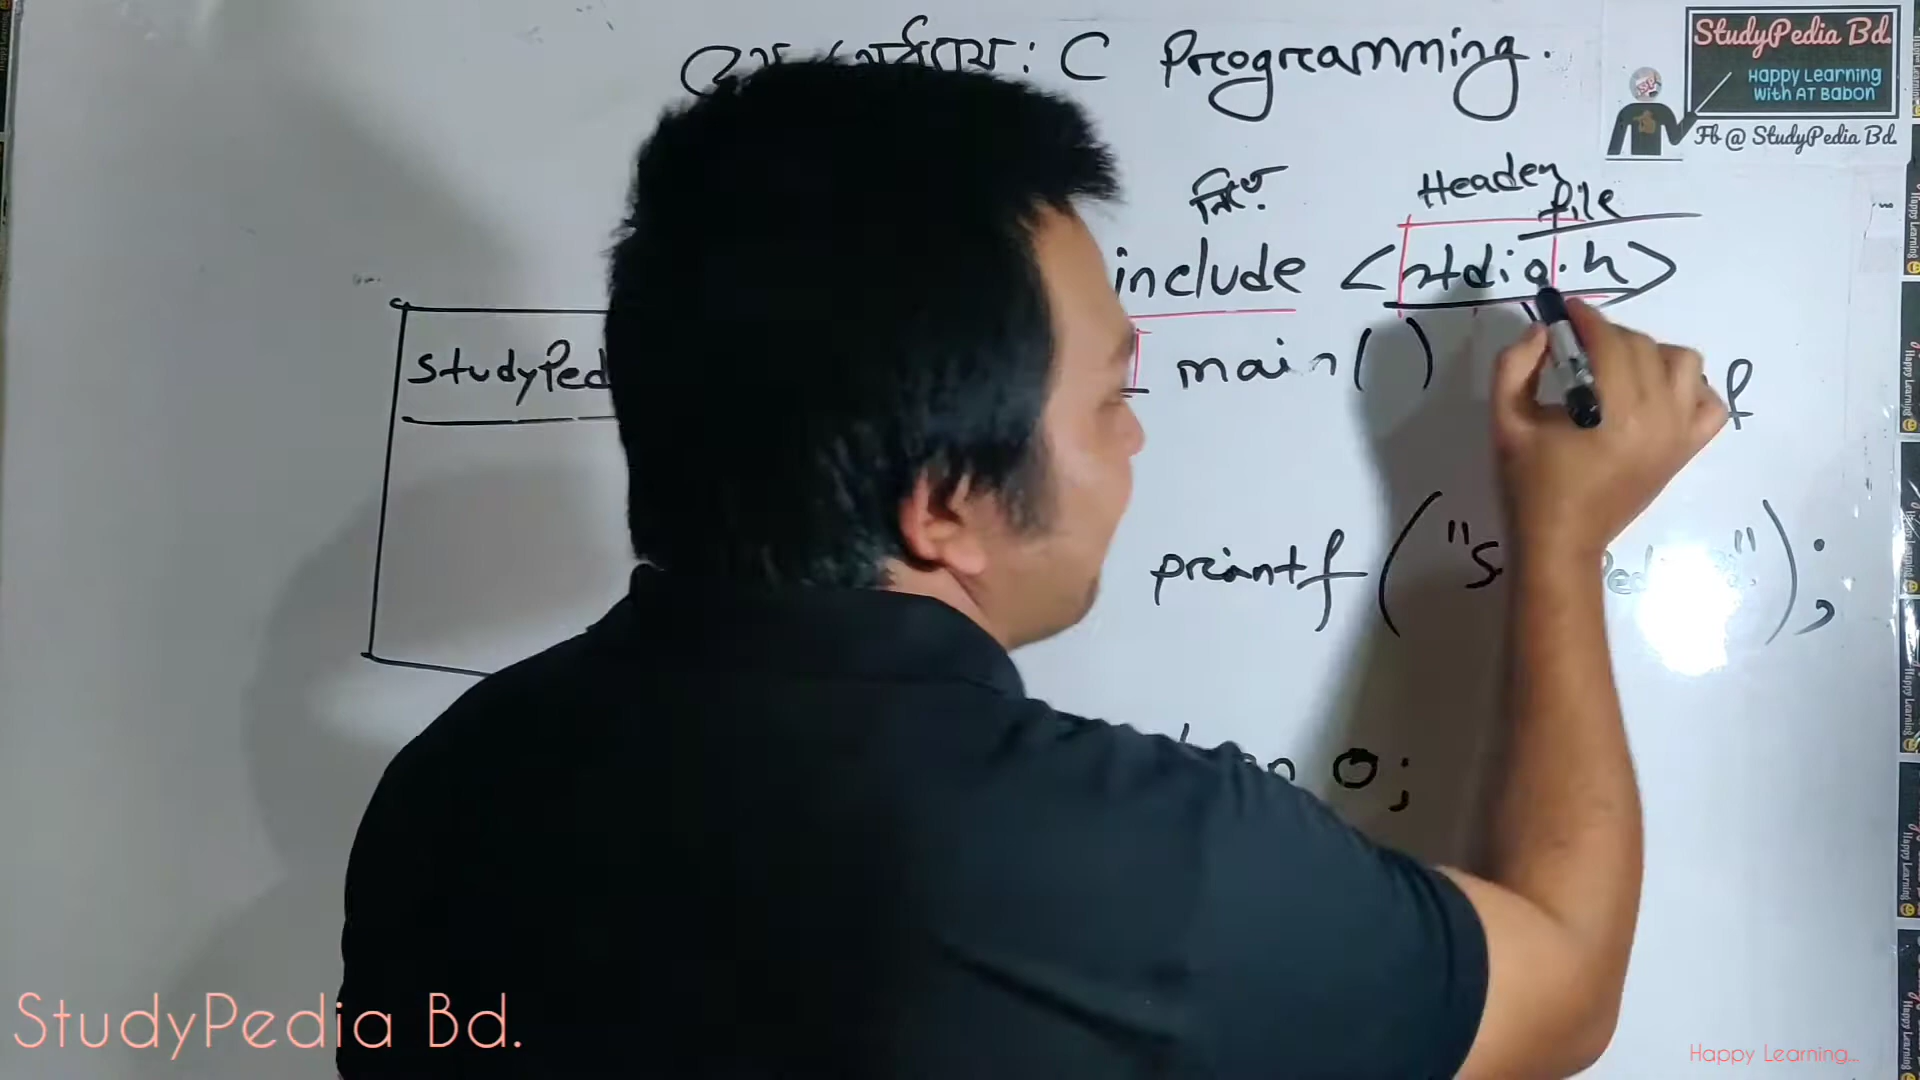 : C Programming.
StudyPedia Bd.
Happy Learning
With AT Babon
Fb @ StudyPedia Bd.
Header
file
include <stdio.h>
StudyPed
main()
f
printf ("S Pedi ");
0;
StudyPedia Bd.
Happy Learning...